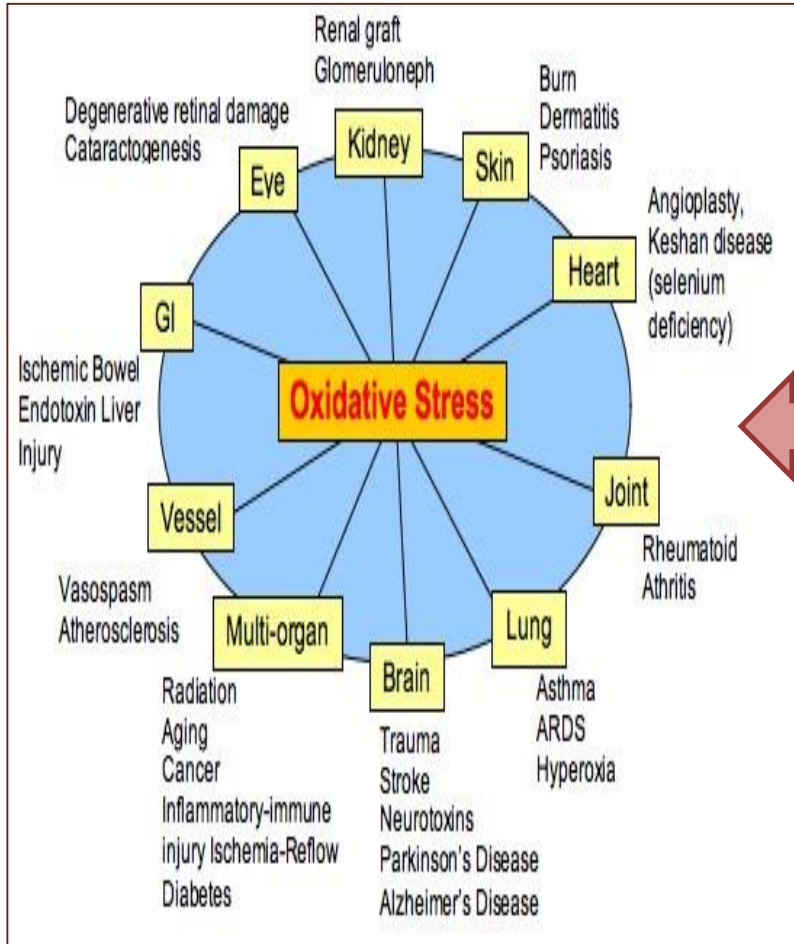 Renal graft
Glomeruloneph
Kidney
Burn
Dermatitis
Psoriasis
Skin
Degenerative retinal damage
Cataractogenesis
Eye
Angioplasty,
Keshan disease
(selenium
deficiency)
Heart
GI
Ischemic Bowel
Endotoxin Liver
Injury
Oxidative Stress
Joint
Rheumatoid
Athritis
Vessel
Vasospasm
Atherosclerosis
Multi-organ
Radiation
Aging
Cancer
Inflammatory-immune
injury Ischemia-Reflow
Diabetes
Brain
Trauma
Stroke
Neurotoxins
Parkinson's Disease
Alzheimer's Disease
Lung
Asthma
ARDS
Hyperoxia